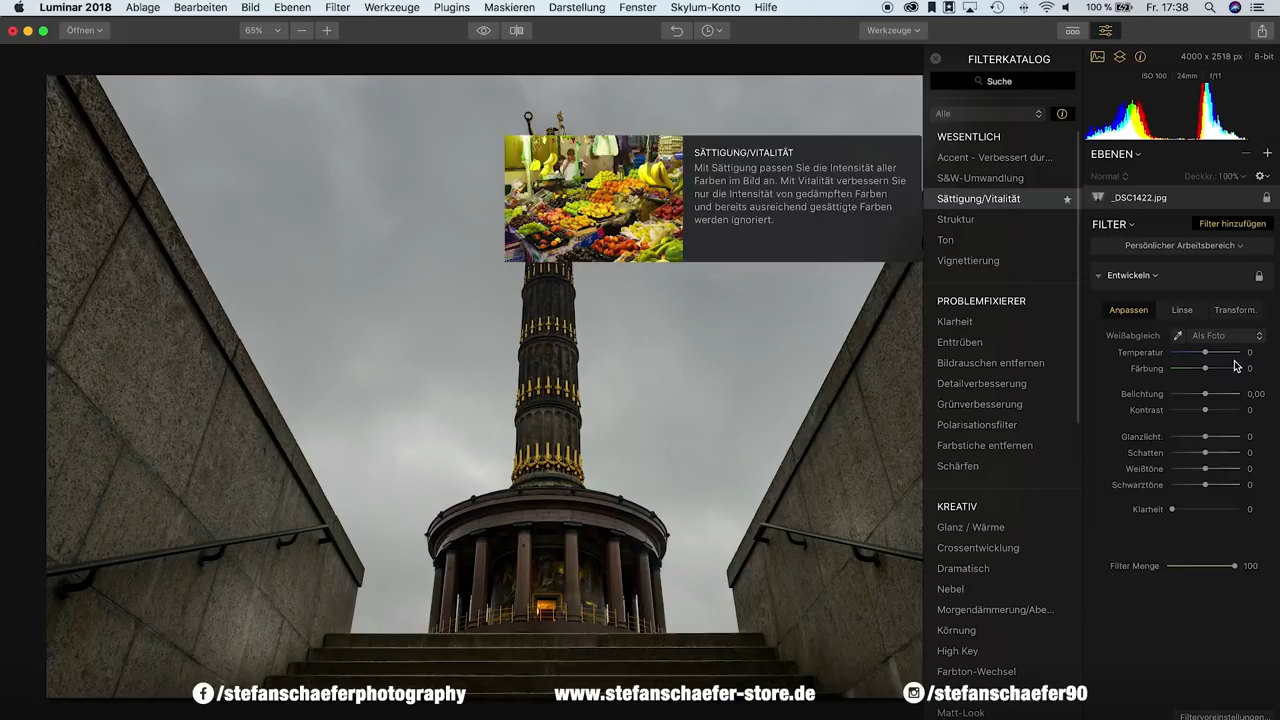 Luminar 2018 Ablage Bearbeiten Bild Ebenen Filter Werkzeuge Plugins Maskieren Darstellung Fenster Skylum-Konto Hilfe 100 % Fr. 17:38
Öffnen 65% Werkzeuge
FILTERKATALOG
Suche
Alle
WESENTLICH
Accent - Verbessert dur...
S&W-Umwandlung
Sättigung/Vitalität
Struktur
Ton
Vignettierung
PROBLEMFIXIERER
Klarheit
Enttrüben
Bildrauschen entfernen
Detailverbesserung
Grünverbesserung
Polarisationsfilter
Farbstiche entfernen
Schärfen
KREATIV
Glanz / Wärme
Crossentwicklung
Dramatisch
Nebel
Morgendämmerung/Abe...
Körnung
High Key
Farbton-Wechsel
Matt-Look
SÄTTIGUNG/VITALITÄT
Mit Sättigung passen Sie die Intensität aller
Farben im Bild an. Mit Vitalität verbessern Sie
nur die Intensität von gedämpften Farben
und bereits ausreichend gesättigte Farben
werden ignoriert.
4000 x 2518 px 8-bit
ISO 100 24mm f/11
EBENEN
Normal Deckkr.: 100%
_DSC1422.jpg
FILTER Filter hinzufügen
Persönlicher Arbeitsbereich
Entwickeln
Anpassen Linse Transform.
Weißabgleich: Als Foto
Temperatur 0
Färbung 0
Belichtung 0,00
Kontrast 0
Glanzlicht. 0
Schatten 0
Weißtöne 0
Schwarztöne 0
Klarheit 0
Filter Menge 100
Filtervoreinstellungen...
/stefanschaeferphotography www.stefanschaefer-store.de /stefanschaefer90